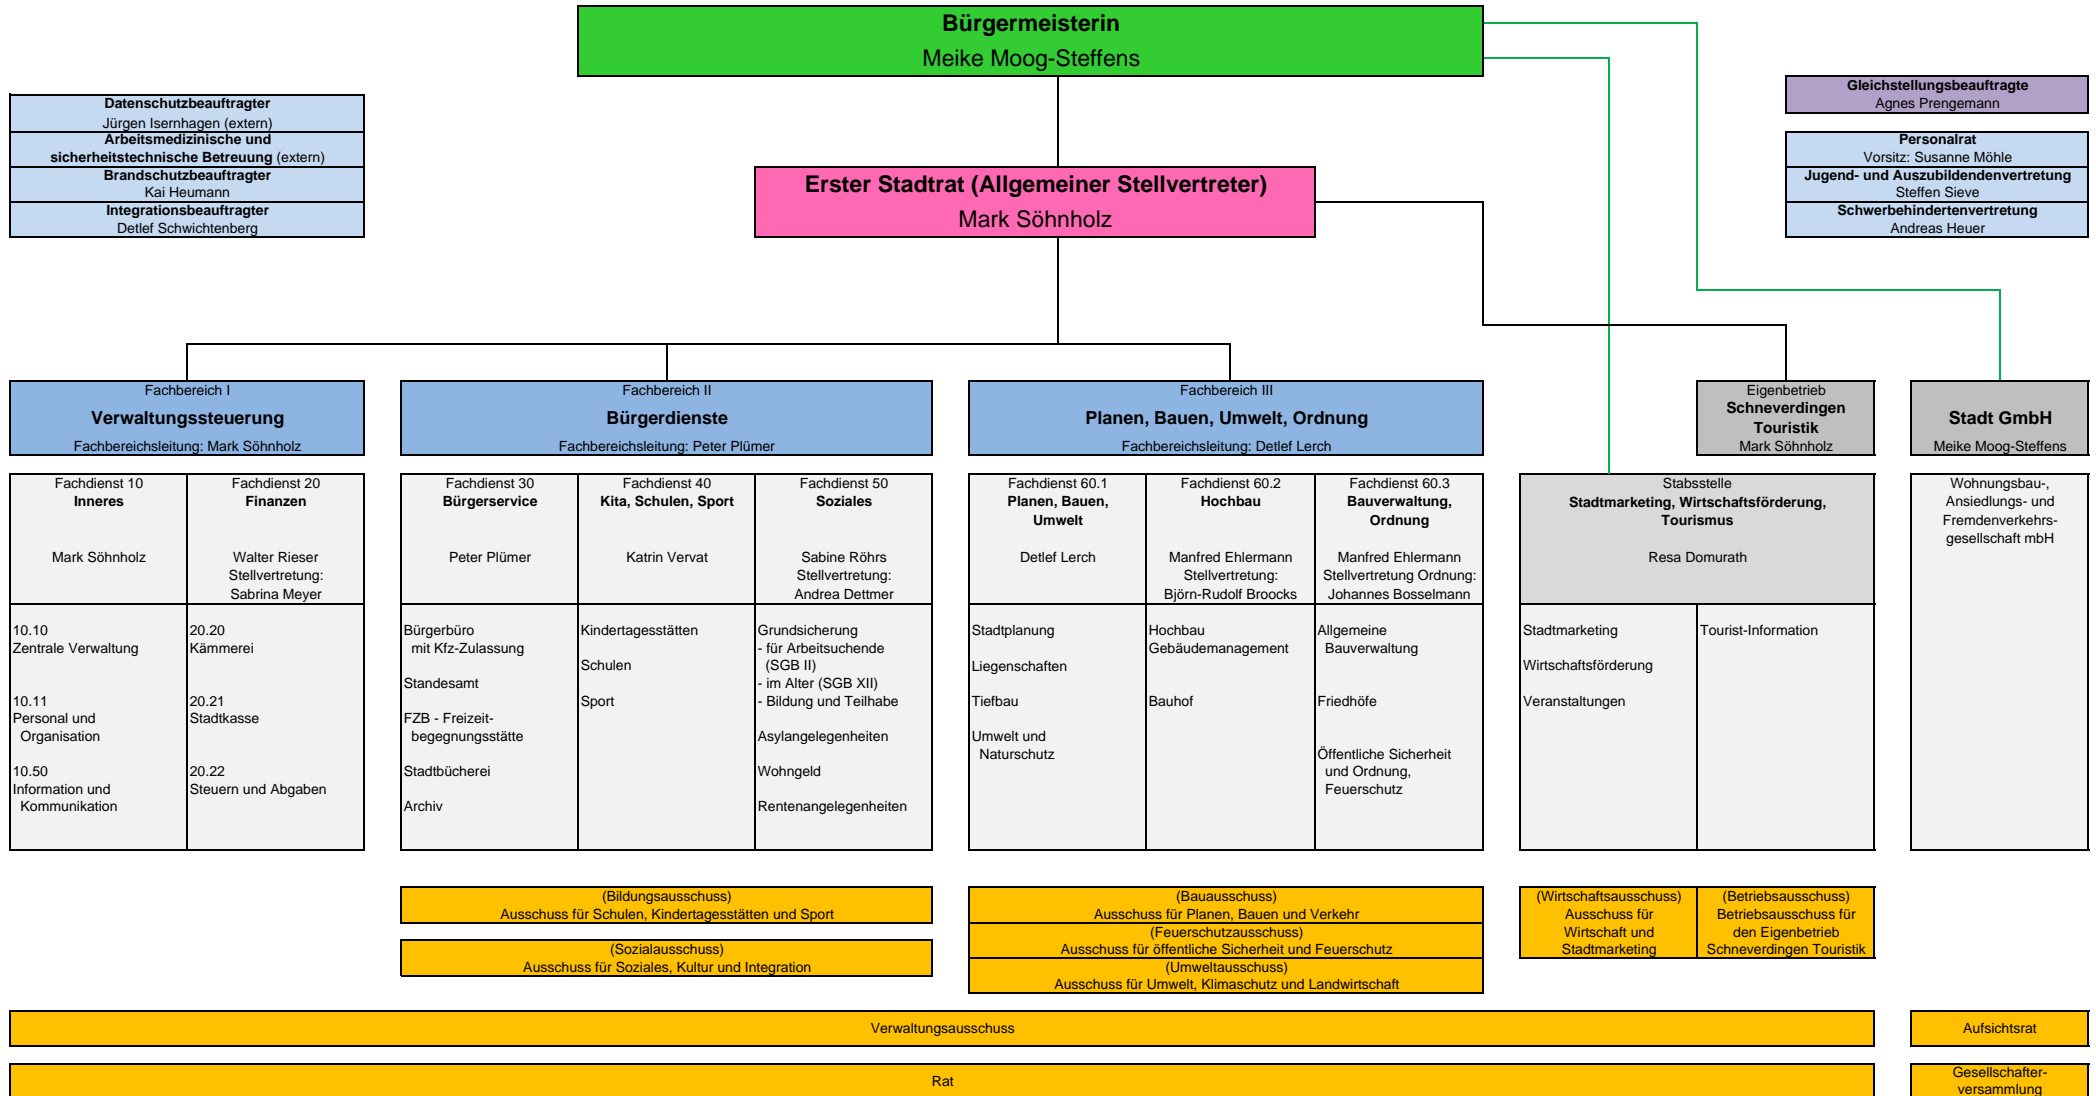 Bürgermeisterin
Meike Moog-Steffens
Datenschutzbeauftragter
Jürgen Isernhagen (extern)
Arbeitsmedizinische und
sicherheitstechnische Betreuung (extern)
Brandschutzbeauftragter
Kai Heumann
Integrationsbeauftragter
Detlef Schwichtenberg
Erster Stadtrat (Allgemeiner Stellvertreter)
Mark Söhnholz
Gleichstellungsbeauftragte
Agnes Prengemann
Personalrat
Vorsitz: Susanne Möhle
Jugend- und Auszubildendenvertretung
Steffen Sieve
Schwerbehindertenvertretung
Andreas Heuer
Fachbereich I
Verwaltungssteuerung
Fachbereichsleitung: Mark Söhnholz
Fachbereich II
Bürgerdienste
Fachbereichsleitung: Peter Plümer
Fachbereich III
Planen, Bauen, Umwelt, Ordnung
Fachbereichsleitung: Detlef Lerch
Eigenbetrieb
Schneverdingen
Touristik
Mark Söhnholz
Stadt GmbH
Meike Moog-Steffens
Fachdienst 10
Inneres
Mark Söhnholz
Fachdienst 20
Finanzen
Walter Rieser
Stellvertretung:
Sabrina Meyer
Fachdienst 30
Bürgerservice
Peter Plümer
Fachdienst 40
Kita, Schulen, Sport
Katrin Vervat
Fachdienst 50
Soziales
Sabine Röhrs
Stellvertretung:
Andrea Dettmer
Fachdienst 60.1
Planen, Bauen,
Umwelt
Detlef Lerch
Fachdienst 60.2
Hochbau
Manfred Ehlermann
Stellvertretung:
Björn-Rudolf Broocks
Fachdienst 60.3
Bauverwaltung,
Ordnung
Manfred Ehlermann
Stellvertretung Ordnung:
Johannes Bosselmann
Stabsstelle
Stadtmarketing, Wirtschaftsförderung,
Tourismus
Resa Domurath
Wohnungsbau-,
Ansiedlungs- und
Fremdenverkehrs-
gesellschaft mbH
10.10
Zentrale Verwaltung
10.11
Personal und
Organisation
10.50
Information und
Kommunikation
20.20
Kämmerei
20.21
Stadtkasse
20.22
Steuern und Abgaben
Bürgerbüro
mit Kfz-Zulassung
Standesamt
FZB - Freizeit-
begegnungsstätte
Stadtbücherei
Archiv
Kindertagesstätten
Schulen
Sport
Grundsicherung
- für Arbeitsuchende
(SGB II)
- im Alter (SGB XII)
- Bildung und Teilhabe
Asylangelegenheiten
Wohngeld
Rentenangelegenheiten
Stadtplanung
Liegenschaften
Tiefbau
Umwelt und
Naturschutz
Hochbau
Gebäudemanagement
Bauhof
Allgemeine
Bauverwaltung
Friedhöfe
Öffentliche Sicherheit
und Ordnung,
Feuerschutz
Stadtmarketing
Wirtschaftsförderung
Veranstaltungen
Tourist-Information
(Bildungsausschuss)
Ausschuss für Schulen, Kindertagesstätten und Sport
(Sozialausschuss)
Ausschuss für Soziales, Kultur und Integration
(Bauausschuss)
Ausschuss für Planen, Bauen und Verkehr
(Feuerschutzausschuss)
Ausschuss für öffentliche Sicherheit und Feuerschutz
(Umweltausschuss)
Ausschuss für Umwelt, Klimaschutz und Landwirtschaft
(Wirtschaftsausschuss)
Ausschuss für
Wirtschaft und
Stadtmarketing
(Betriebsausschuss)
Betriebsausschuss für
den Eigenbetrieb
Schneverdingen Touristik
Verwaltungsausschuss
Aufsichtsrat
Rat
Gesellschafter-
versammlung